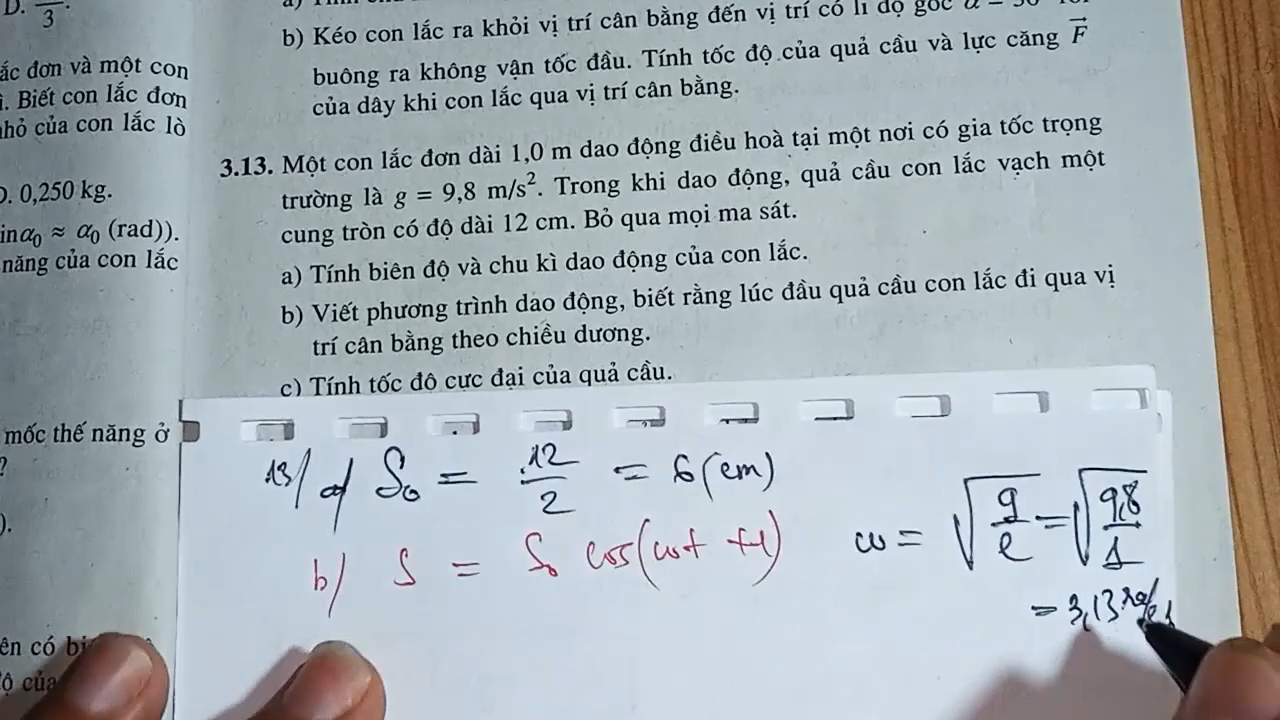 D. 3.
b) Kéo con lắc ra khỏi vị trí cân bằng đến vị trí có li độ góc α =
buông ra không vận tốc đầu. Tính tốc độ của quả cầu và lực căng F⃗
của dây khi con lắc qua vị trí cân bằng.
ắc đơn và một con
. Biết con lắc đơn
nhỏ của con lắc lò
0,250 kg.
inα₀ ≈ α₀ (rad)).
năng của con lắc
mốc thế năng ở
?
).
ên có bi
ộ của
3.13. Một con lắc đơn dài 1,0 m dao động điều hoà tại một nơi có gia tốc trọng
trường là g = 9,8 m/s². Trong khi dao động, quả cầu con lắc vạch một
cung tròn có độ dài 12 cm. Bỏ qua mọi ma sát.
a) Tính biên độ và chu kì dao động của con lắc.
b) Viết phương trình dao động, biết rằng lúc đầu quả cầu con lắc đi qua vị
trí cân bằng theo chiều dương.
c) Tính tốc độ cực đại của quả cầu.
13/ a/ S₀ = 12/2 = 6 (cm)
b/ S = S₀ cos(ωt + φ)
ω = √(g/l) = √(9,8/1)
= 3,13 rad/s